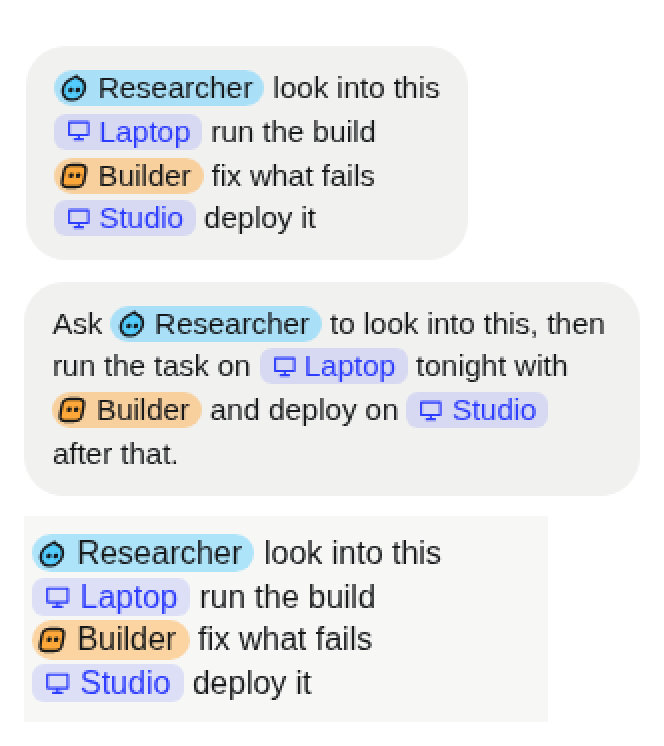 Researcher look into this
Laptop run the build
Builder fix what fails
Studio deploy it
Ask Researcher to look into this, then
run the task on Laptop tonight with
Builder and deploy on Studio
after that.
Researcher look into this
Laptop run the build
Builder fix what fails
Studio deploy it